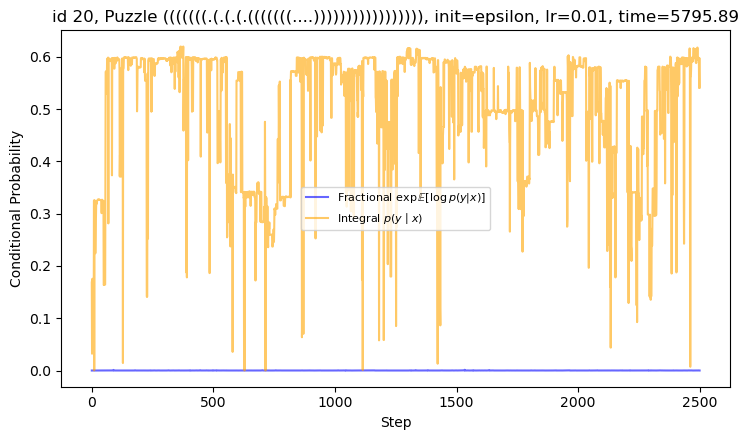 id 20, Puzzle (((((((.(.(.(.(((((((....)))))))))))))))))), init=epsilon, lr=0.01, time=5795.89
Conditional Probability
0.6
0.5
0.4
0.3
0.2
0.1
0.0
Fractional exp𝔼[log p(y|x)]
Integral p(y | x)
0
500
1000
1500
2000
2500
Step